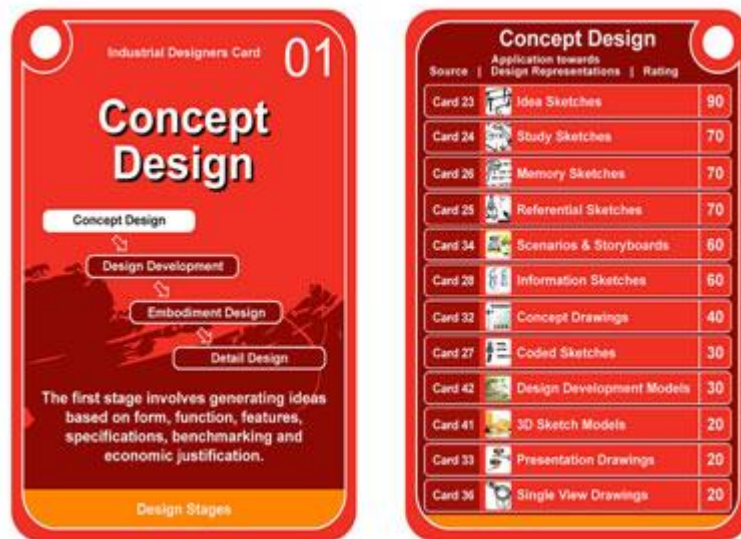 Industrial Designers Card
01
Concept
Design
Concept Design
Design Development
Embodiment Design
Detail Design
The first stage involves generating ideas
based on form, function, features,
specifications, benchmarking and
economic justification.
Design Stages
Concept Design
Application towards
Source | Design Representations | Rating
Card 23 Idea Sketches 90
Card 24 Study Sketches 70
Card 26 Memory Sketches 70
Card 25 Referential Sketches 70
Card 34 Scenarios & Storyboards 60
Card 28 Information Sketches 60
Card 32 Concept Drawings 40
Card 27 Coded Sketches 30
Card 42 Design Development Models 30
Card 41 3D Sketch Models 20
Card 33 Presentation Drawings 20
Card 36 Single View Drawings 20